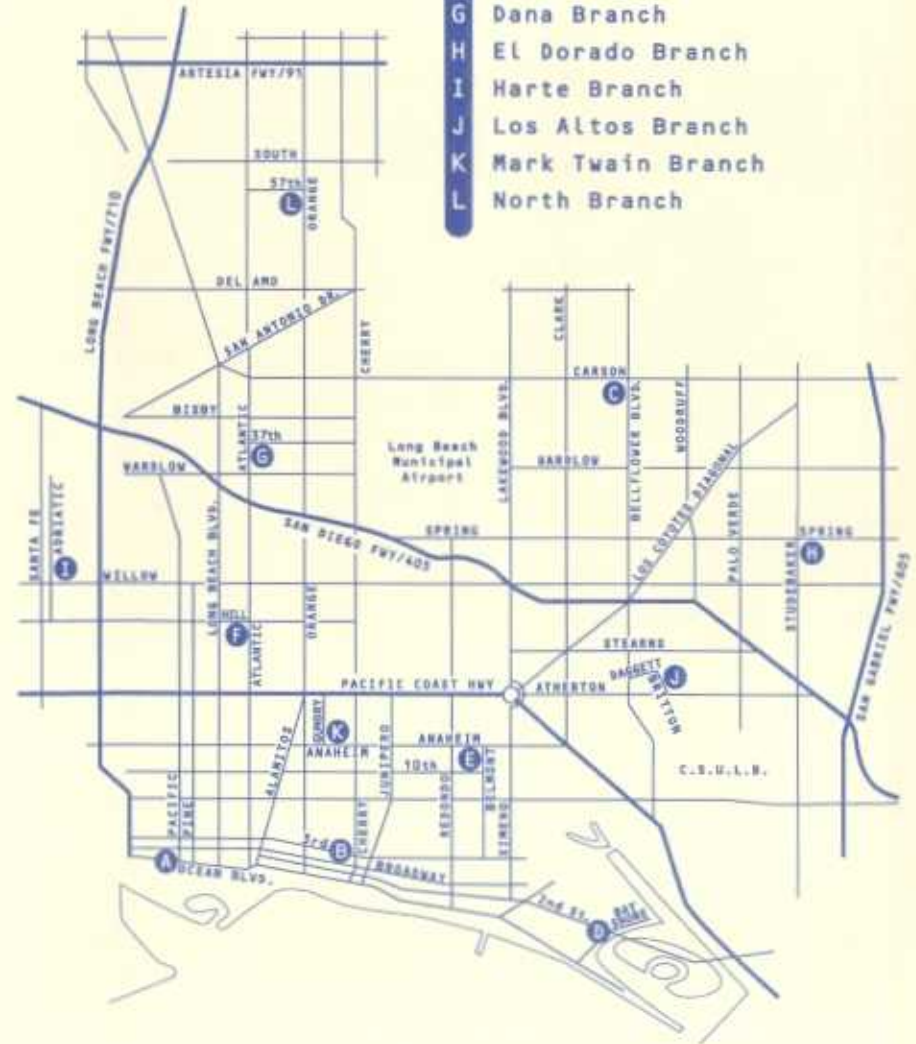 G Dana Branch
H El Dorado Branch
I Harte Branch
J Los Altos Branch
K Mark Twain Branch
L North Branch
ARTESIA FWY/91
SOUTH
57th
L
ORANGE
LONG BEACH FWY/710
DEL AMO
SAN ANTONIO DR.
CHERRY
CLARK
CARSON
C
BIXBY
ATLANTIC
37th
G
Long Beach
Municipal
Airport
LAKEWOOD BLVD.
BELLFLOWER BLVD.
WOODRUFF
WARDLOW
WARDLOW
LOS COYOTES DIAGONAL
SANTA FE
ADRIATIC
I
LONG BEACH BLVD.
SAN DIEGO FWY/405
SPRING
PALO VERDE
STUDEBAKER
SPRING
H
WILLOW
HILL
F
ATLANTIC
ORANGE
STEARNS
DAGGETT
J
BRITTON
SAN GABRIEL FWY/605
PACIFIC COAST HWY
ATHERTON
GUNDRY
K
ANAHEIM
JUNIPERO
ANAHEIM
E
ALAMITOS
10th
REDONDO
BELMONT
XIMENO
C.S.U.L.B.
PACIFIC
PINE
3rd
B
CHERRY
BROADWAY
A
OCEAN BLVD.
2nd St.
D
BAY
SHORE